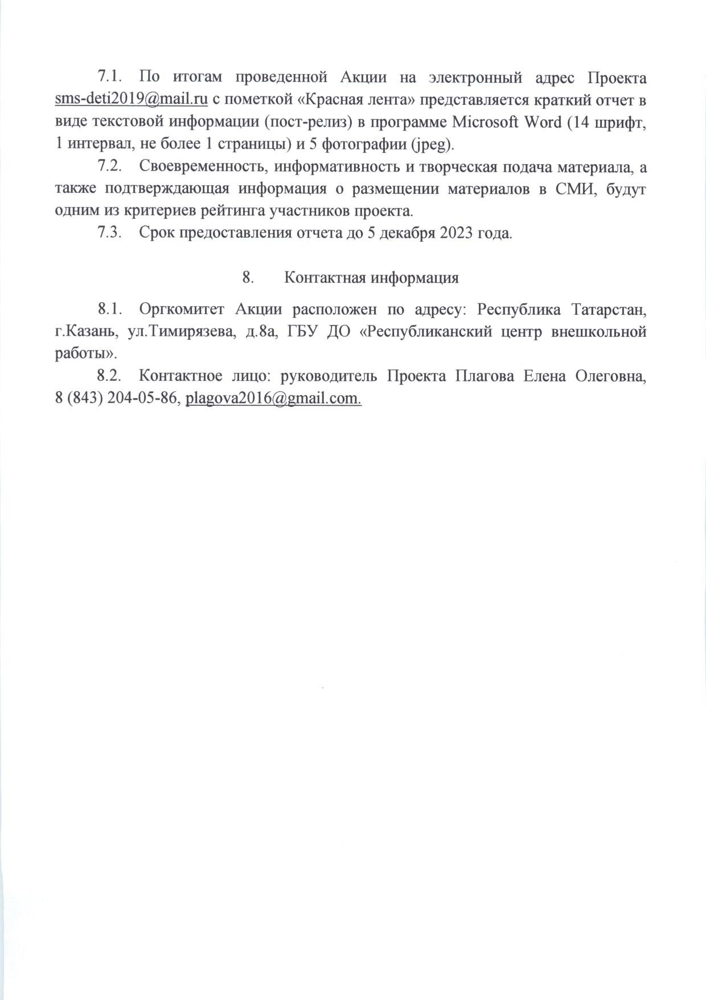 7.1. По итогам проведенной Акции на электронный адрес Проекта
sms-deti2019@mail.ru с пометкой «Красная лента» представляется краткий отчет в
виде текстовой информации (пост-релиз) в программе Microsoft Word (14 шрифт,
1 интервал, не более 1 страницы) и 5 фотографии (jpeg).
7.2. Своевременность, информативность и творческая подача материала, а
также подтверждающая информация о размещении материалов в СМИ, будут
одним из критериев рейтинга участников проекта.
7.3. Срок предоставления отчета до 5 декабря 2023 года.
8. Контактная информация
8.1. Оргкомитет Акции расположен по адресу: Республика Татарстан,
г.Казань, ул.Тимирязева, д.8а, ГБУ ДО «Республиканский центр внешкольной
работы».
8.2. Контактное лицо: руководитель Проекта Плагова Елена Олеговна,
8 (843) 204-05-86, plagova2016@gmail.com.